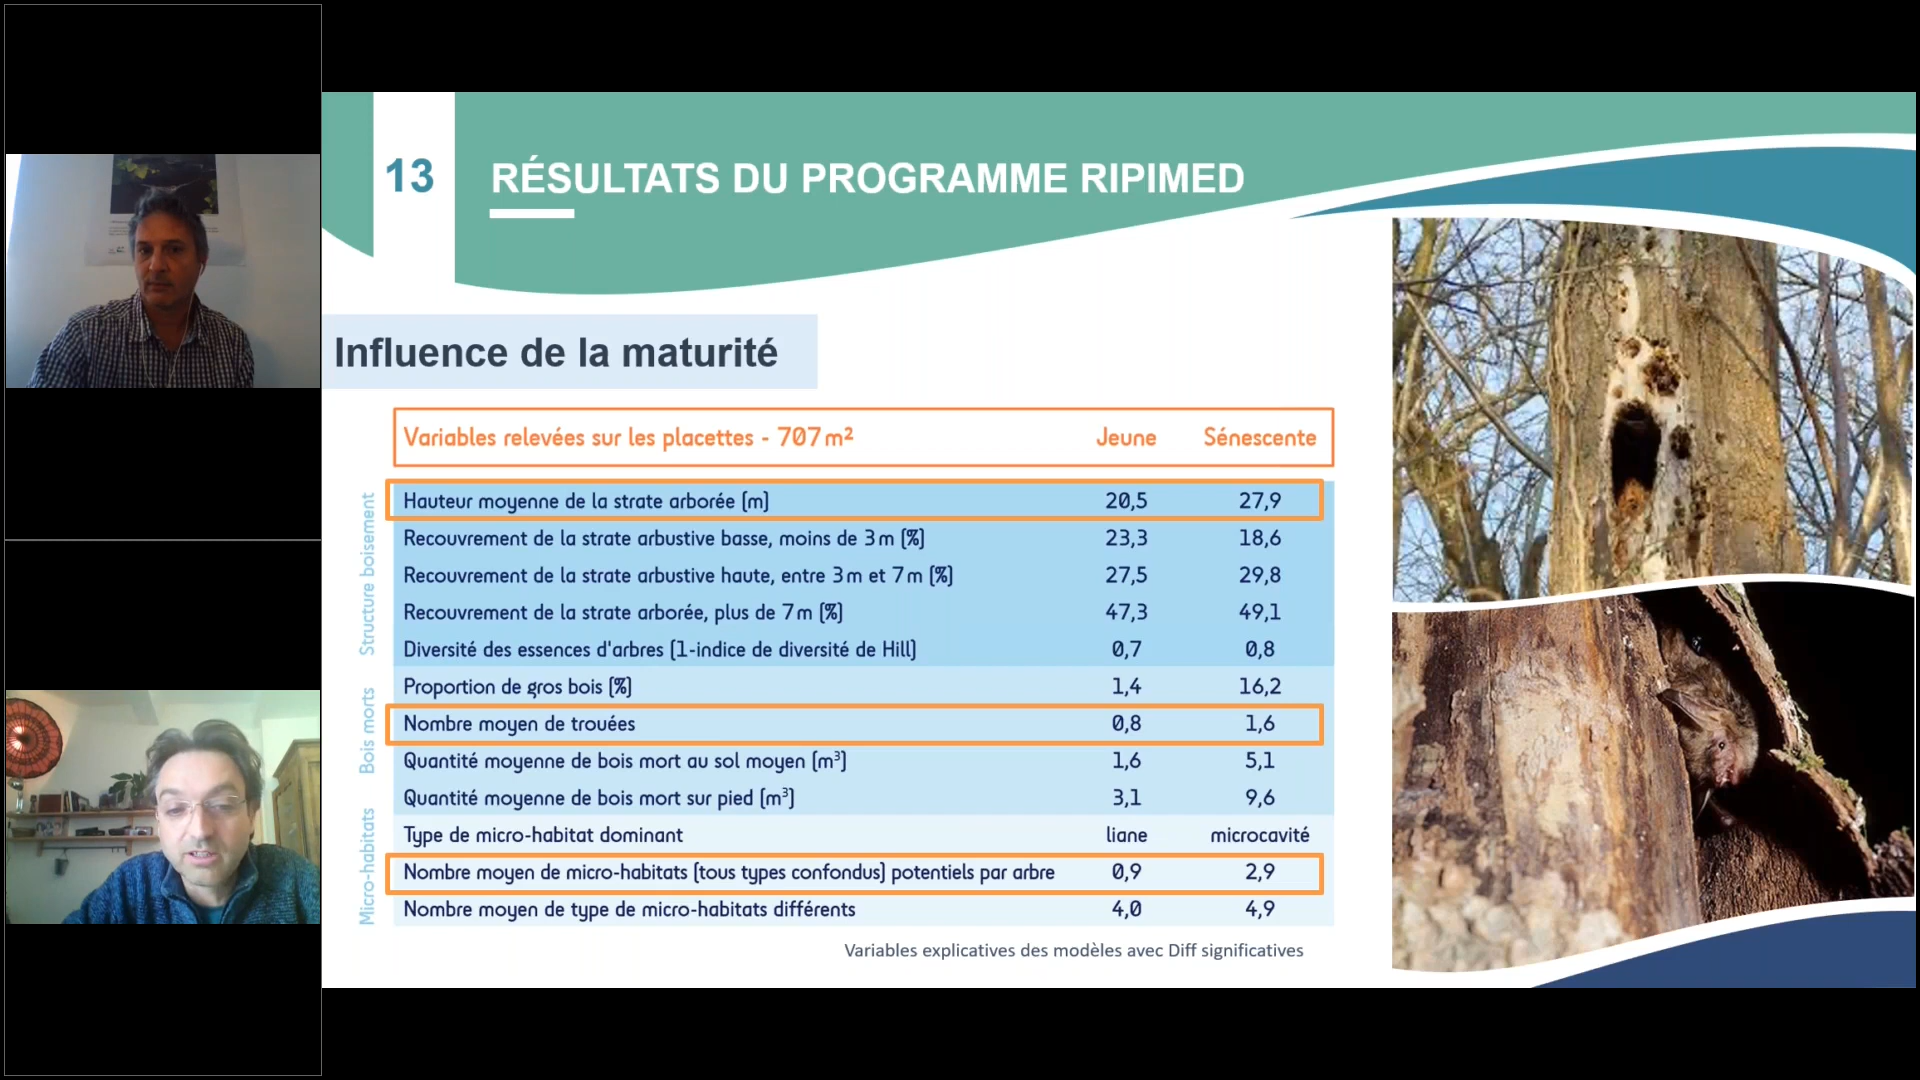 13
RÉSULTATS DU PROGRAMME RIPIMED
Influence de la maturité
Variables relevées sur les placettes - 707 m² Jeune Sénescente
Structure boisement
Hauteur moyenne de la strate arborée (m) 20,5 27,9
Recouvrement de la strate arbustive basse, moins de 3 m (%) 23,3 18,6
Recouvrement de la strate arbustive haute, entre 3 m et 7 m (%) 27,5 29,8
Recouvrement de la strate arborée, plus de 7 m (%) 47,3 49,1
Diversité des essences d'arbres (1-indice de diversité de Hill) 0,7 0,8
Bois morts
Proportion de gros bois (%) 1,4 16,2
Nombre moyen de trouées 0,8 1,6
Quantité moyenne de bois mort au sol moyen (m³) 1,6 5,1
Quantité moyenne de bois mort sur pied (m³) 3,1 9,6
Micro-habitats
Type de micro-habitat dominant liane microcavité
Nombre moyen de micro-habitats (tous types confondus) potentiels par arbre 0,9 2,9
Nombre moyen de type de micro-habitats différents 4,0 4,9
Variables explicatives des modèles avec Diff significatives